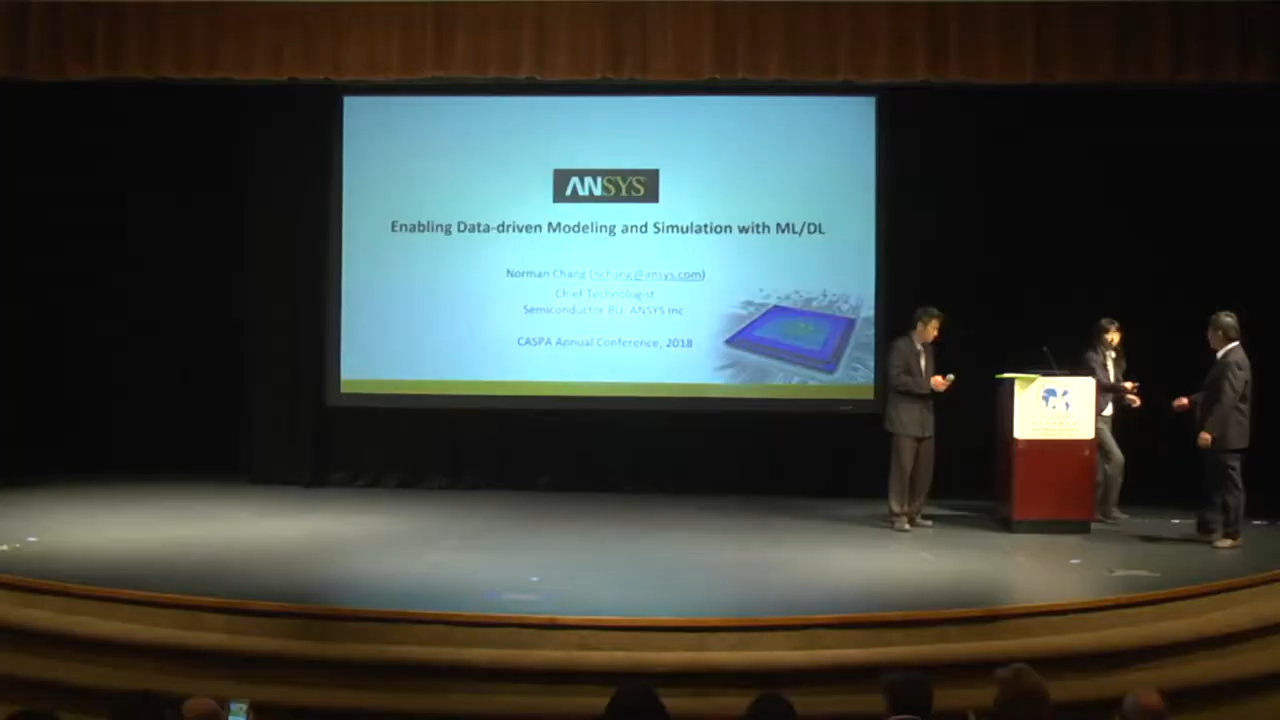 ANSYS
Enabling Data-driven Modeling and Simulation with ML/DL
Norman Chang (nchang@ansys.com)
Chief Technologist
Semiconductor BU, ANSYS Inc
CASPA Annual Conference, 2018